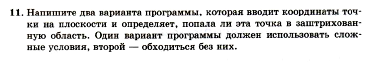 11. Напишите два варианта программы, которая вводит координаты точ-
ки на плоскости и определяет, попала ли эта точка в заштрихован-
ную область. Один вариант программы должен использовать слож-
ные условия, второй — обходиться без них.